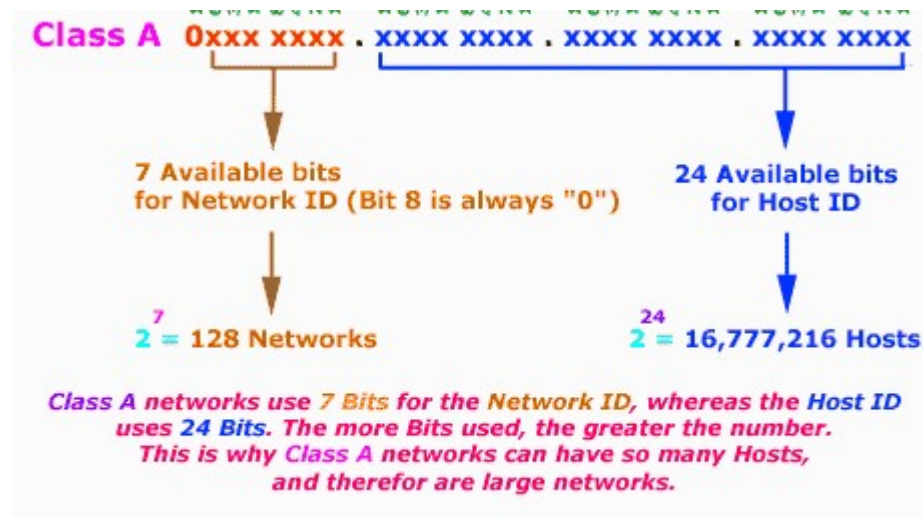 Class A 0xxx xxxx . xxxx xxxx . xxxx xxxx . xxxx xxxx
7 Available bits
for Network ID (Bit 8 is always "0")
24 Available bits
for Host ID
7
2 = 128 Networks
24
2 = 16,777,216 Hosts
Class A networks use 7 Bits for the Network ID, whereas the Host ID
uses 24 Bits. The more Bits used, the greater the number.
This is why Class A networks can have so many Hosts,
and therefor are large networks.